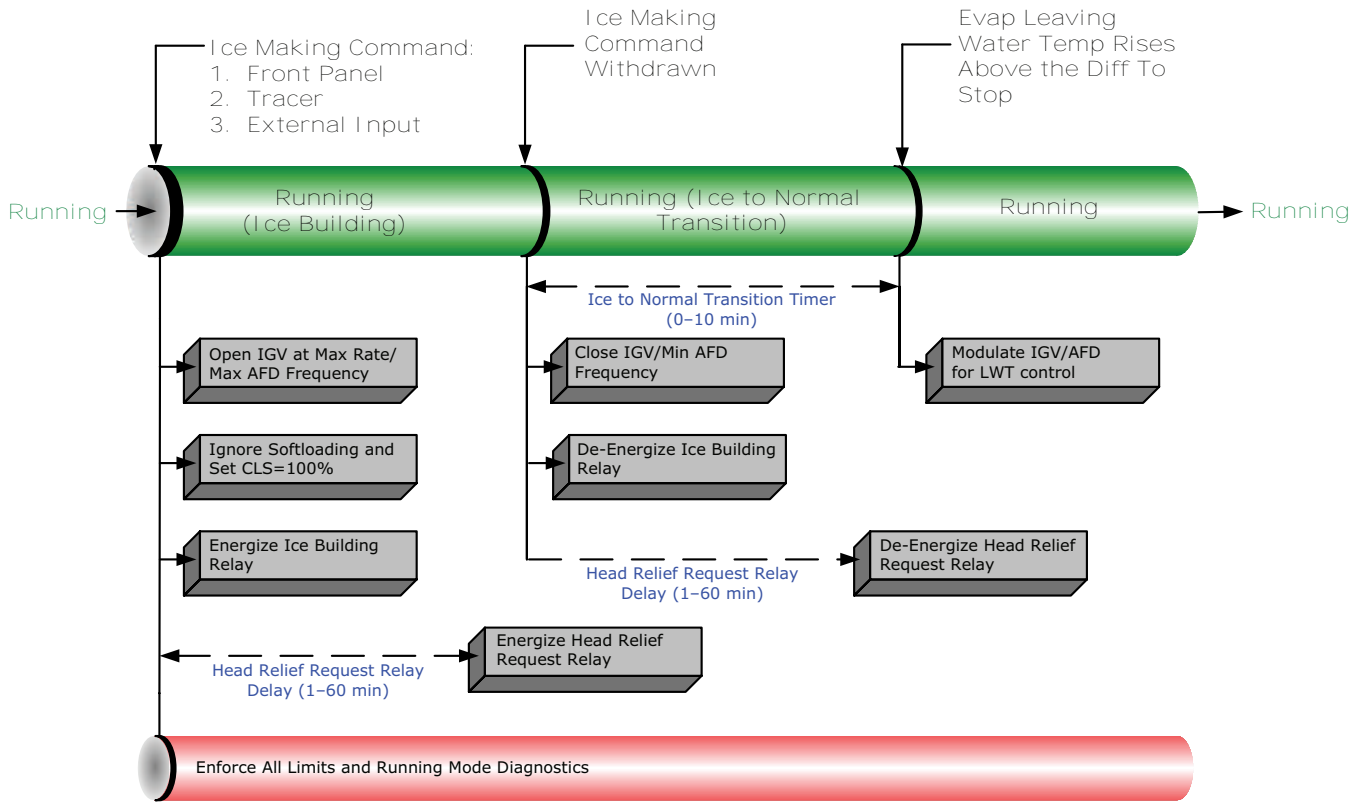 Ice Making Command:
1. Front Panel
2. Tracer
3. External Input
Ice Making
Command
Withdrawn
Evap Leaving
Water Temp Rises
Above the Diff To
Stop
Running
Running
(Ice Building)
Running (Ice to Normal
Transition)
Running
Running
Ice to Normal Transition Timer
(0–10 min)
Open IGV at Max Rate/
Max AFD Frequency
Close IGV/Min AFD
Frequency
Modulate IGV/AFD
for LWT control
Ignore Softloading and
Set CLS=100%
De-Energize Ice Building
Relay
Energize Ice Building
Relay
Head Relief Request Relay
Delay (1–60 min)
De-Energize Head Relief
Request Relay
Head Relief Request Relay
Delay (1–60 min)
Energize Head Relief
Request Relay
Enforce All Limits and Running Mode Diagnostics